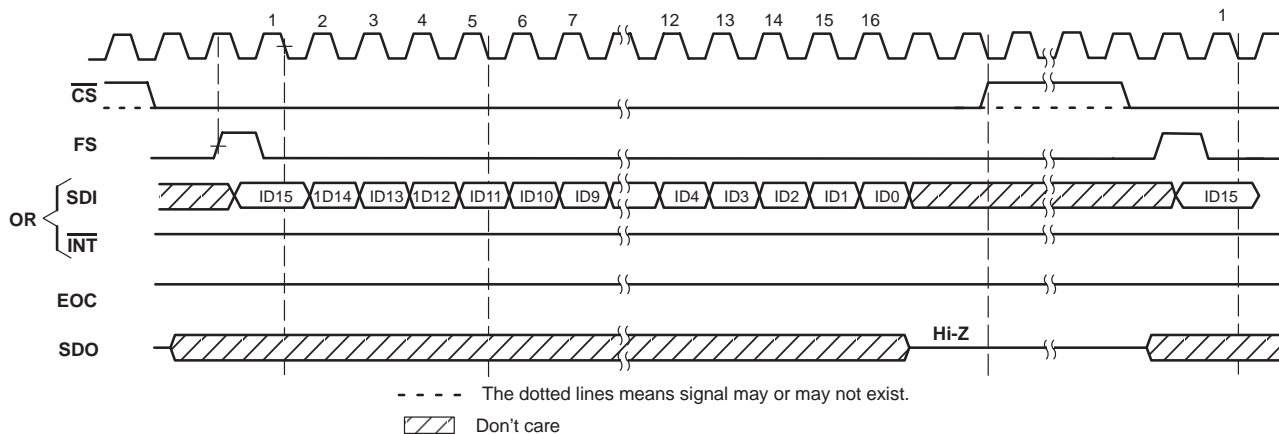 1 2 3 4 5 6 7 12 13 14 15 16 1
CS
FS
OR SDI ID15 1D14 ID13 1D12 ID11 ID10 ID9 ID4 ID3 ID2 ID1 ID0 ID15
INT
EOC
SDO Hi-Z
The dotted lines means signal may or may not exist.
Don't care